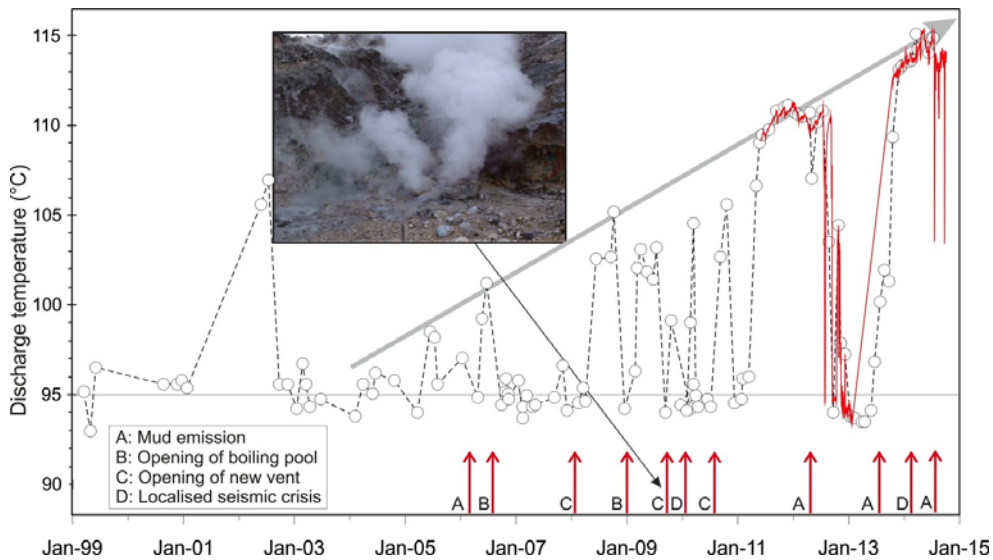 115
110
105
100
95
90
Discharge temperature (°C)
A: Mud emission
B: Opening of boiling pool
C: Opening of new vent
D: Localised seismic crisis
A B C B C D C A A D A
Jan-99 Jan-01 Jan-03 Jan-05 Jan-07 Jan-09 Jan-11 Jan-13 Jan-15